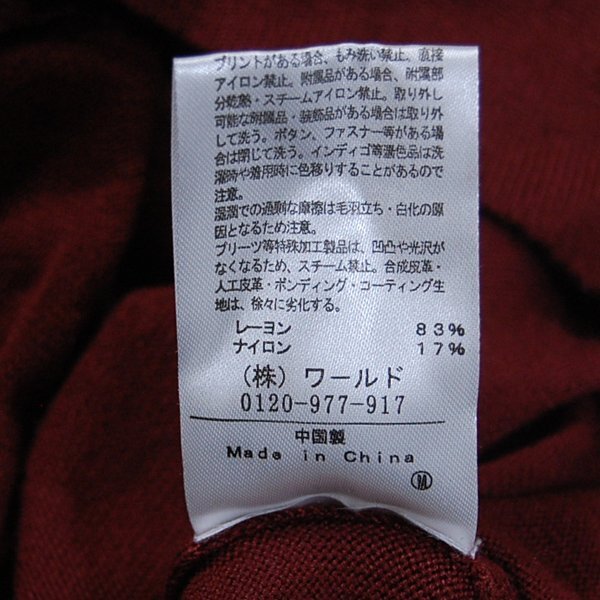 プリントがある場合、もみ洗い禁止。直接
アイロン禁止。附属品がある場合、附属部
分乾熱・スチームアイロン禁止。取り外し
可能な附属品・装飾品がある場合は取り外
して洗う。ボタン、ファスナー等がある場
合は閉じて洗う。インディゴ等濃色品は洗
濯時や着用時に色移りすることがあるので
注意。
湿潤での過剰な摩擦は毛羽立ち・白化の原
因となるため注意。
プリーツ等特殊加工製品は、凹凸や光沢が
なくなるため、スチーム禁止。合成皮革・
人工皮革・ボンディング・コーティング生
地は、徐々に劣化する。
レーヨン 83%
ナイロン 17%
(株) ワールド
0120-977-917
中国製
Made in China